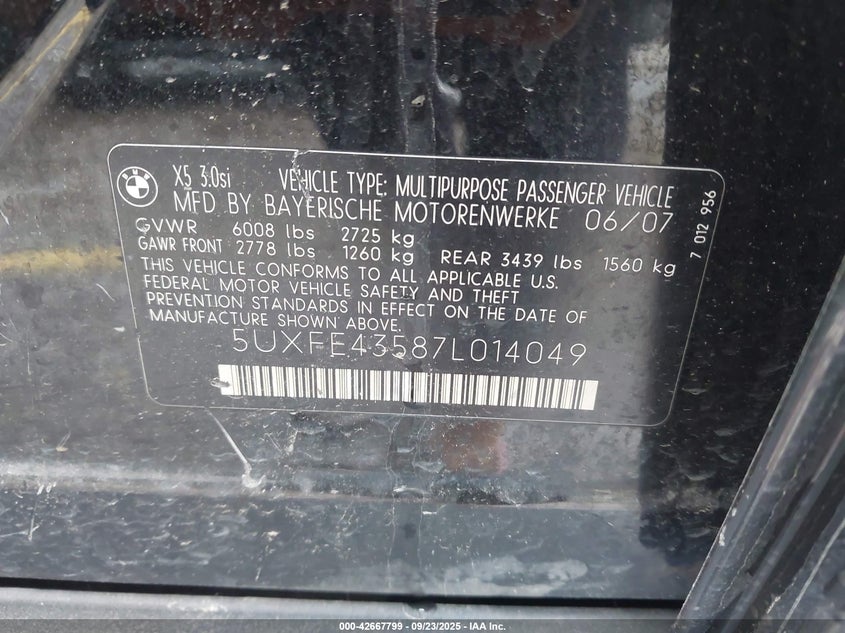 BMW
X5 3.0si VEHICLE TYPE: MULTIPURPOSE PASSENGER VEHICLE
MFD BY BAYERISCHE MOTORENWERKE 06/07
GVWR 6008 lbs 2725 kg
GAWR FRONT 2778 lbs 1260 kg REAR 3439 lbs 1560 kg
THIS VEHICLE CONFORMS TO ALL APPLICABLE U.S.
FEDERAL MOTOR VEHICLE SAFETY AND THEFT
PREVENTION STANDARDS IN EFFECT ON THE DATE OF
MANUFACTURE SHOWN ABOVE.
5UXFE43587L014049
7 012 956
000-42667799 - 09/23/2025 - IAA Inc.